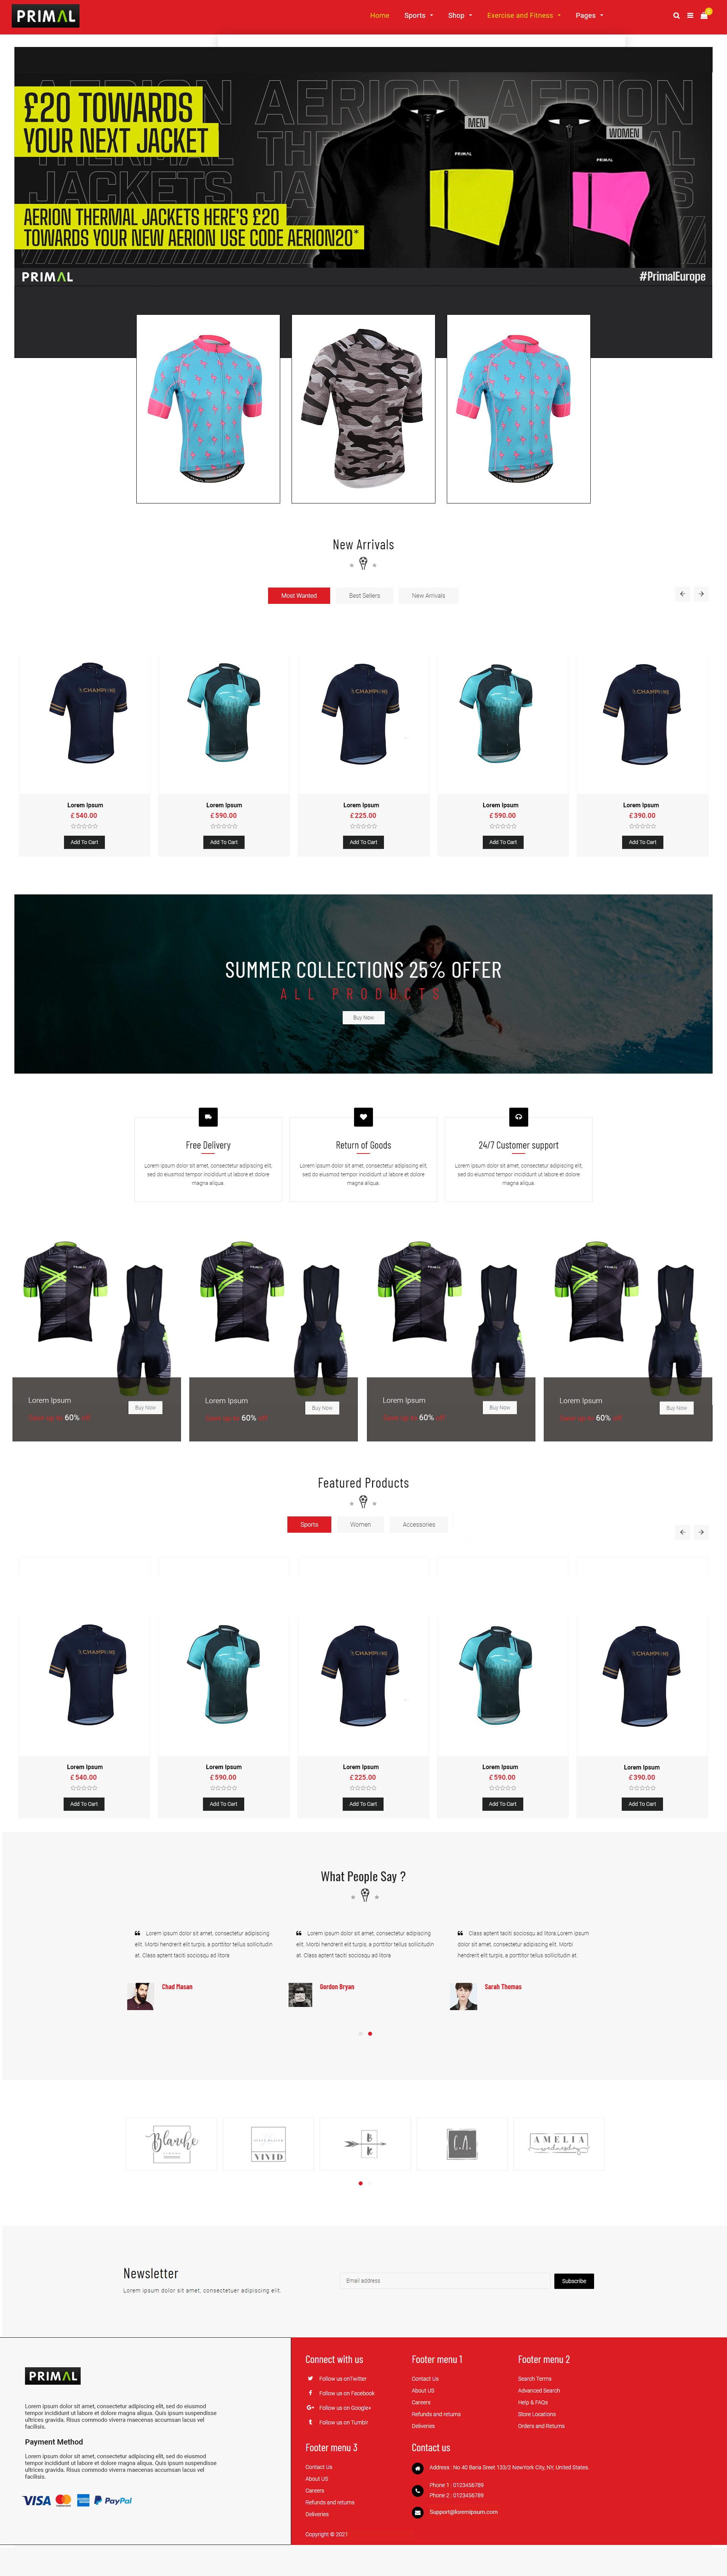 PRIMAL
Home Sports Shop Exercise and Fitness Pages
AERION AERION
£20 TOWARDS
YOUR NEXT JACKET
MEN
WOMEN
PRIMAL
PRIMAL
THERMAL
JACKETS JACKETS
AERION THERMAL JACKETS HERE'S £20
TOWARDS YOUR NEW AERION USE CODE AERION20*
PRIMAL
#PrimalEurope
New Arrivals
Most Wanted Best Sellers New Arrivals
CHAMPIONS CHAMPIONS CHAMPIONS
Lorem Ipsum Lorem Ipsum Lorem Ipsum Lorem Ipsum Lorem Ipsum
£ 540.00 £ 590.00 £ 225.00 £ 590.00 £ 390.00
Add To Cart Add To Cart Add To Cart Add To Cart Add To Cart
SUMMER COLLECTIONS 25% OFFER
ALL PRODUCTS
Buy Now
Free Delivery Return of Goods 24/7 Customer support
Lorem ipsum dolor sit amet, consectetur adipiscing elit, Lorem ipsum dolor sit amet, consectetur adipiscing elit, Lorem ipsum dolor sit amet, consectetur adipiscing elit,
sed do eiusmod tempor incididunt ut labore et dolore sed do eiusmod tempor incididunt ut labore et dolore sed do eiusmod tempor incididunt ut labore et dolore
magna aliqua. magna aliqua. magna aliqua.
PRIMAL PRIMAL PRIMAL PRIMAL
Lorem Ipsum Lorem Ipsum Lorem Ipsum Lorem Ipsum
Buy Now Buy Now Buy Now Buy Now
60% 60% 60% 60%
Featured Products
Sports Women Accessories
CHAMPIONS CHAMPIONS CHAMPIONS
Lorem Ipsum Lorem Ipsum Lorem Ipsum Lorem Ipsum Lorem Ipsum
£ 540.00 £ 590.00 £ 225.00 £ 590.00 £ 390.00
Add To Cart Add To Cart Add To Cart Add To Cart Add To Cart
What People Say ?
Lorem ipsum dolor sit amet, consectetur adipiscing Lorem ipsum dolor sit amet, consectetur adipiscing Class aptent taciti sociosqu ad litora Lorem ipsum
elit. Morbi hendrerit elit turpis, a porttitor tellus sollicitudin elit. Morbi hendrerit elit turpis, a porttitor tellus sollicitudin dolor sit amet, consectetur adipiscing elit. Morbi
at. Class aptent taciti sociosqu ad litora at. Class aptent taciti sociosqu ad litora hendrerit elit turpis, a porttitor tellus sollicitudin at.
Chad Masan Gordon Bryan Sarah Thomas
Blanche
VIVID
B
K
C.A.
AMELIA
wednesday
Newsletter
Lorem ipsum dolor sit amet, consectetuer adipiscing elit.
Email address
Subscribe
PRIMAL
Lorem ipsum dolor sit amet, consectetur adipiscing elit, sed do eiusmod
tempor incididunt ut labore et dolore magna aliqua. Quis ipsum suspendisse
ultrices gravida. Risus commodo viverra maecenas accumsan lacus vel
facilisis.
Payment Method
Lorem ipsum dolor sit amet, consectetur adipiscing elit, sed do eiusmod
tempor incididunt ut labore et dolore magna aliqua. Quis ipsum suspendisse
ultrices gravida. Risus commodo viverra maecenas accumsan lacus vel
facilisis.
VISA PayPal
Connect with us
Follow us onTwitter
Follow us on Facebook
Follow us on Google+
Follow us on Tumblr
Footer menu 1
Contact Us
About US
Careers
Refunds and returns
Deliveries
Footer menu 2
Search Terms
Advanced Search
Help & FAQs
Store Locations
Orders and Returns
Footer menu 3
Contact Us
About US
Careers
Refunds and returns
Deliveries
Contact us
Address : No 40 Baria Sreet 133/2 NewYork City, NY, United States.
Phone 1 : 0123456789
Phone 2 : 0123456789
Support@loremipsum.com
Copyright © 2021